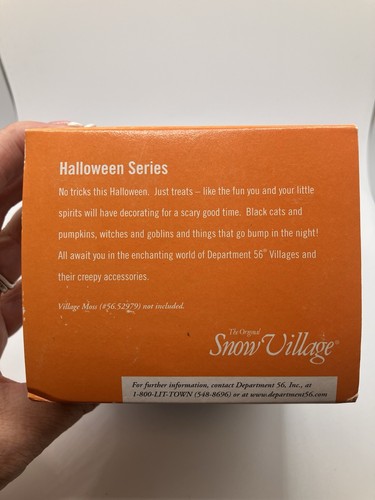 Halloween Series
No tricks this Halloween. Just treats – like the fun you and your little
spirits will have decorating for a scary good time. Black cats and
pumpkins, witches and goblins and things that go bump in the night!
All await you in the enchanting world of Department 56® Villages and
their creepy accessories.
Village Moss (#56.52979) not included.
The Original
Snow Village®
For further information, contact Department 56, Inc., at
1-800-LIT-TOWN (548-8696) or at www.department56.com